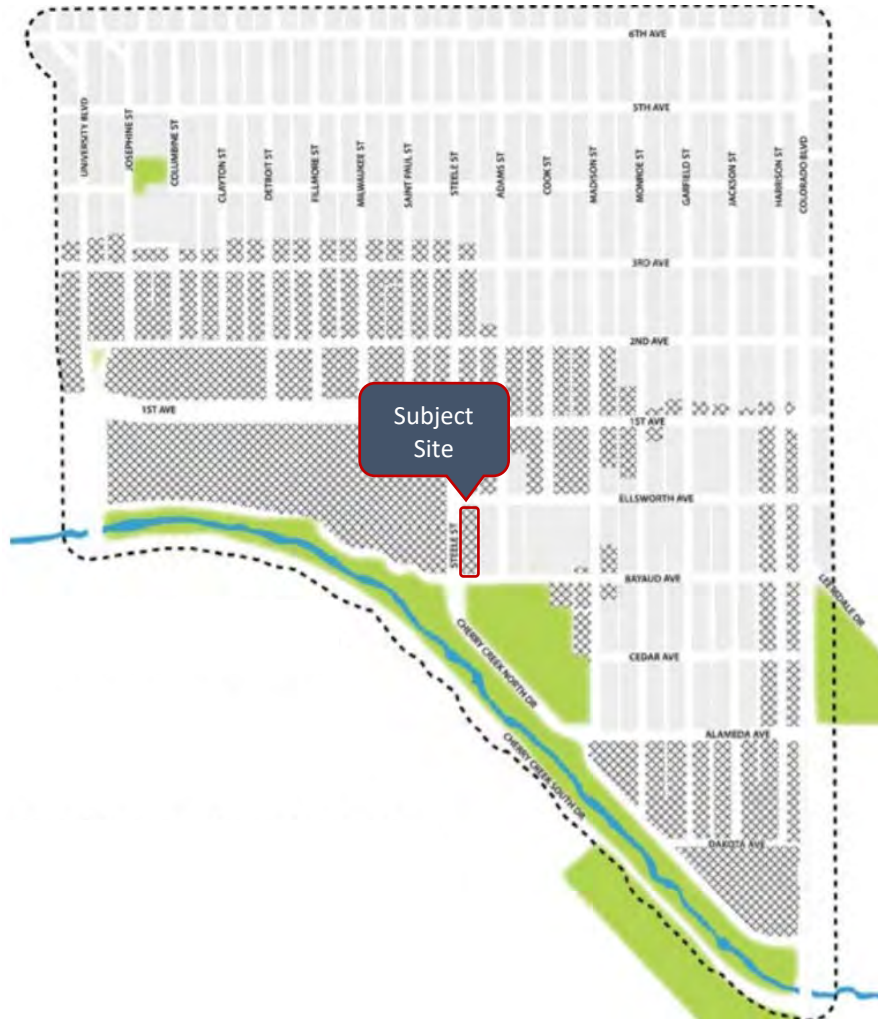 6TH AVE
5TH AVE
UNIVERSITY BLVD
JOSEPHINE ST
COLUMBINE ST
CLAYTON ST
DETROIT ST
FILLMORE ST
MILWAUKEE ST
SAINT PAUL ST
STEELE ST
ADAMS ST
COOK ST
MADISON ST
MONROE ST
GARFIELD ST
JACKSON ST
HARRISON ST
COLORADO BLVD
3RD AVE
2ND AVE
1ST AVE
Subject
Site
1ST AVE
ELLSWORTH AVE
STEELE ST
BAYAUD AVE
LEETSDALE DR
CHERRY CREEK NORTH DR
CEDAR AVE
ALAMEDA AVE
CHERRY CREEK SOUTH DR
DAKOTA AVE